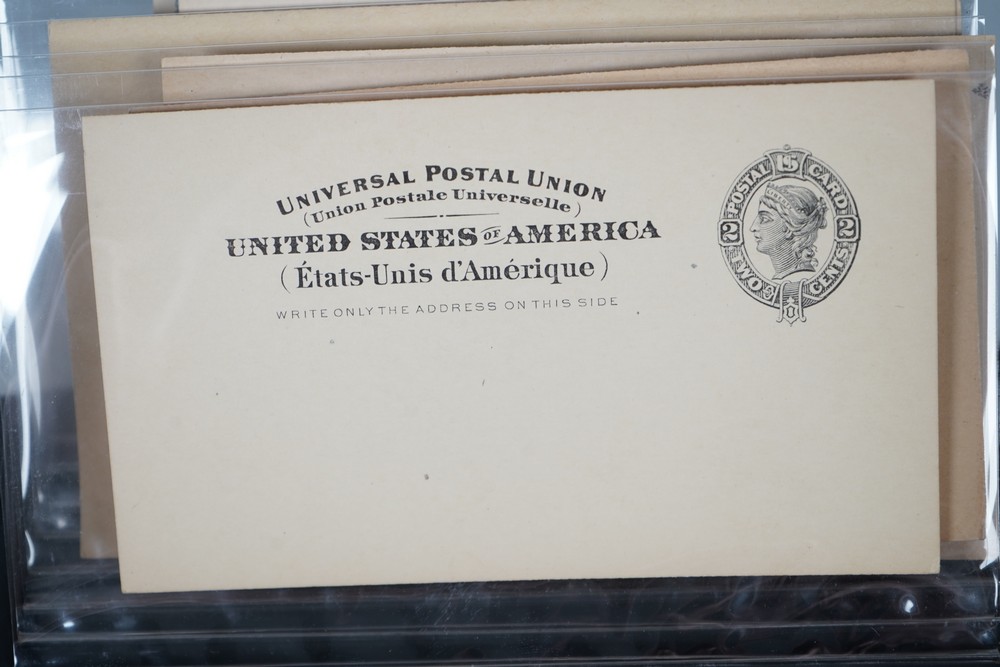 UNIVERSAL POSTAL UNION
(Union Postale Universelle)
UNITED STATES OF AMERICA
(États-Unis d'Amérique)
WRITE ONLY THE ADDRESS ON THIS SIDE
POSTAL CARD
2 2
TWO CENTS